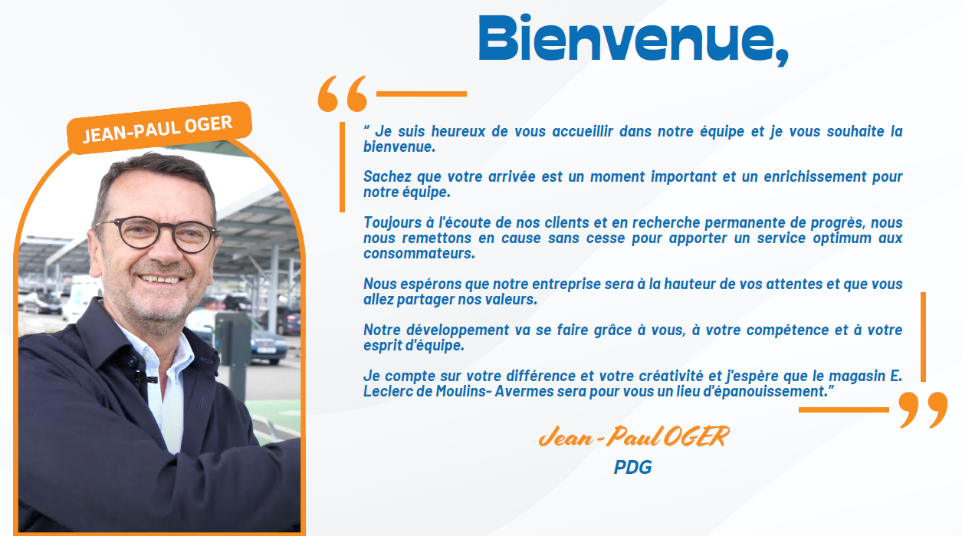 Bienvenue,
JEAN-PAUL OGER
“ Je suis heureux de vous accueillir dans notre équipe et je vous souhaite la
bienvenue.
Sachez que votre arrivée est un moment important et un enrichissement pour
notre équipe.
Toujours à l'écoute de nos clients et en recherche permanente de progrès, nous
nous remettons en cause sans cesse pour apporter un service optimum aux
consommateurs.
Nous espérons que notre entreprise sera à la hauteur de vos attentes et que vous
allez partager nos valeurs.
Notre développement va se faire grâce à vous, à votre compétence et à votre
esprit d'équipe.
Je compte sur votre différence et votre créativité et j'espère que le magasin E.
Leclerc de Moulins- Avermes sera pour vous un lieu d'épanouissement.”
Jean-Paul OGER
PDG